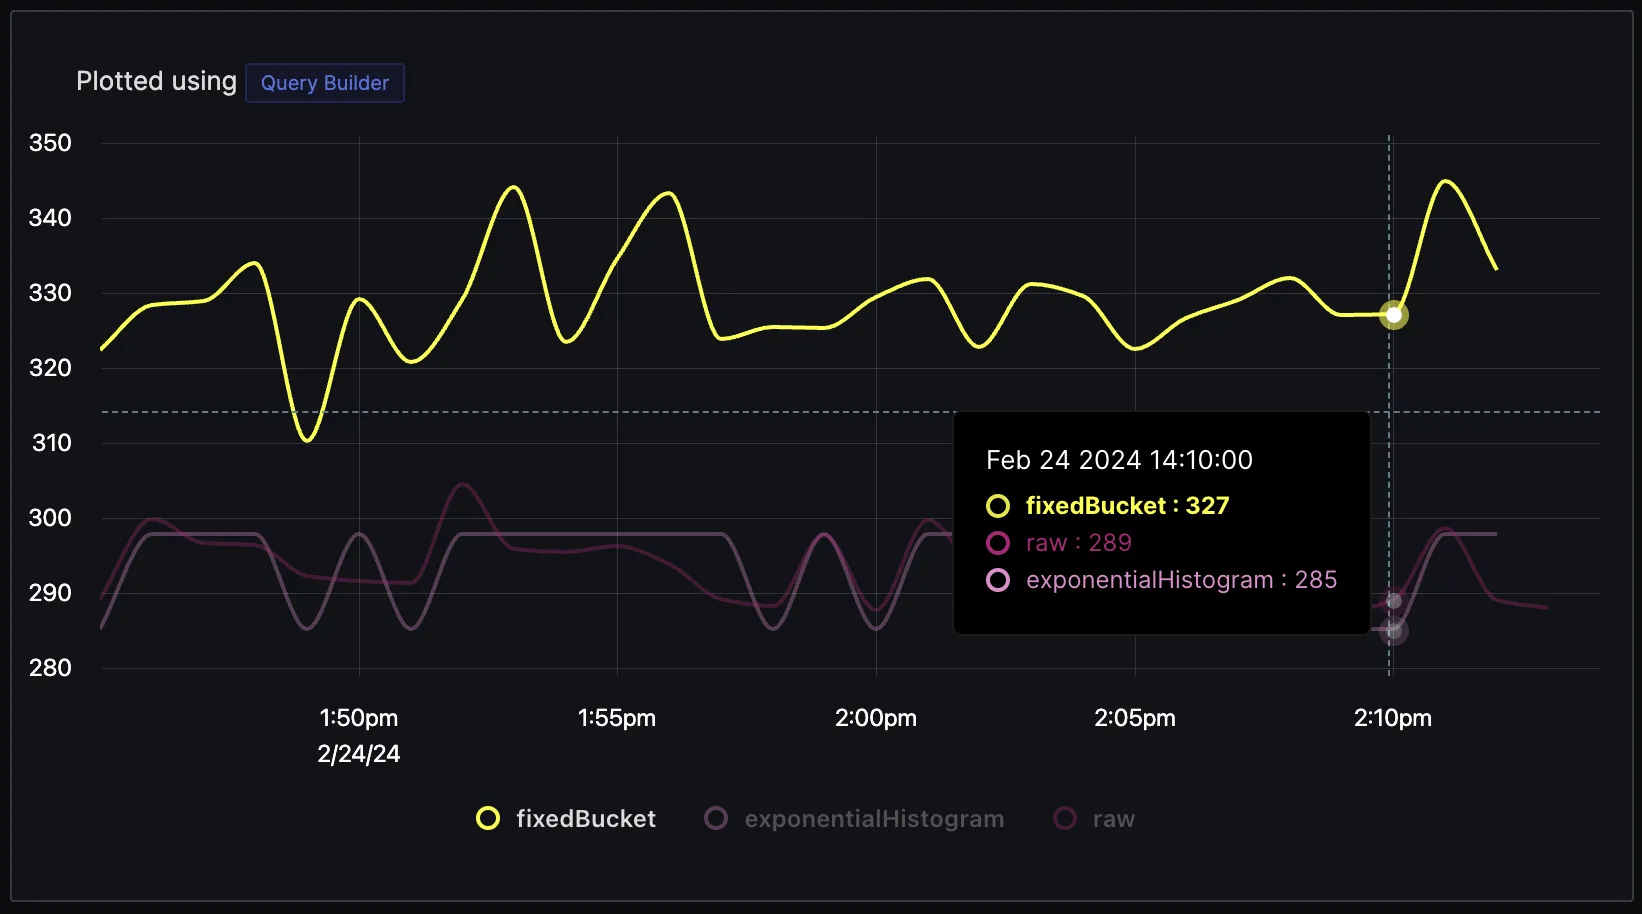 Plotted using Query Builder
350
340
330
320
310
300
290
280
Feb 24 2024 14:10:00
fixedBucket : 327
raw : 289
exponentialHistogram : 285
1:50pm 1:55pm 2:00pm 2:05pm 2:10pm
2/24/24
fixedBucket exponentialHistogram raw